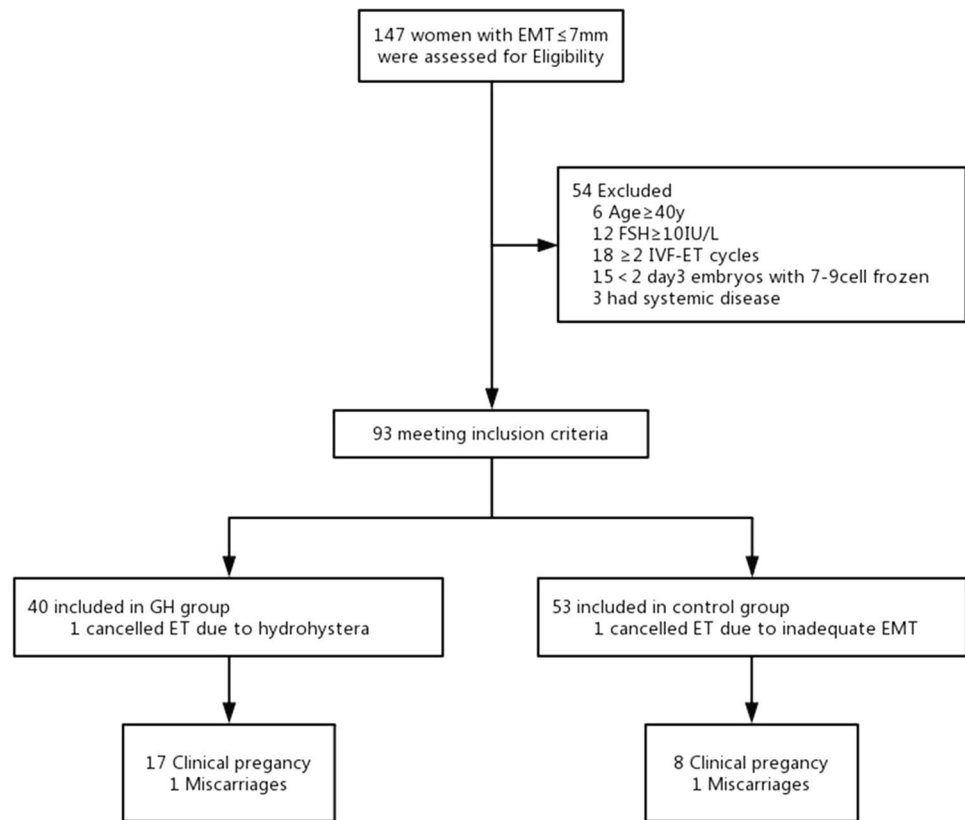 147 women with EMT≤7mm
were assessed for Eligibility
54 Excluded
6 Age≥40y
12 FSH≥10IU/L
18 ≥2 IVF-ET cycles
15 < 2 day3 embryos with 7-9cell frozen
3 had systemic disease
93 meeting inclusion criteria
40 included in GH group
1 cancelled ET due to hydrohystera
53 included in control group
1 cancelled ET due to inadequate EMT
17 Clinical pregancy
1 Miscarriages
8 Clinical pregancy
1 Miscarriages